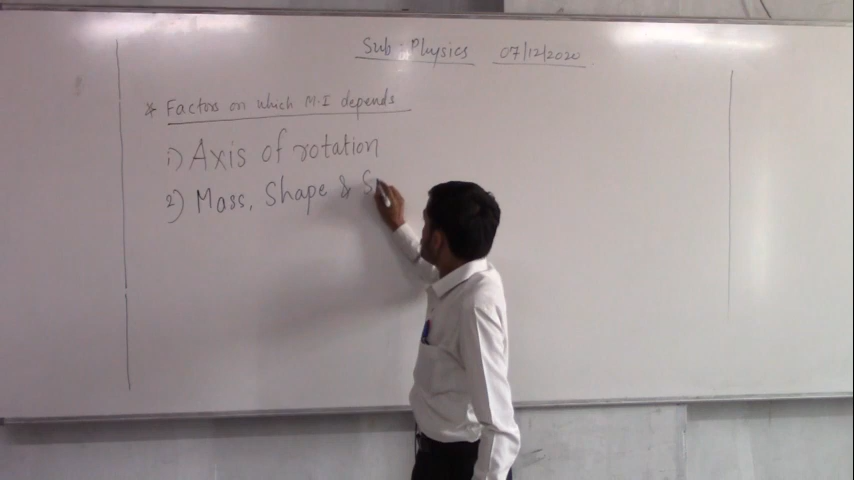 Sub : Physics 07/12/2020
* Factors on which M.I depends
1) Axis of rotation
2) Mass, Shape & S